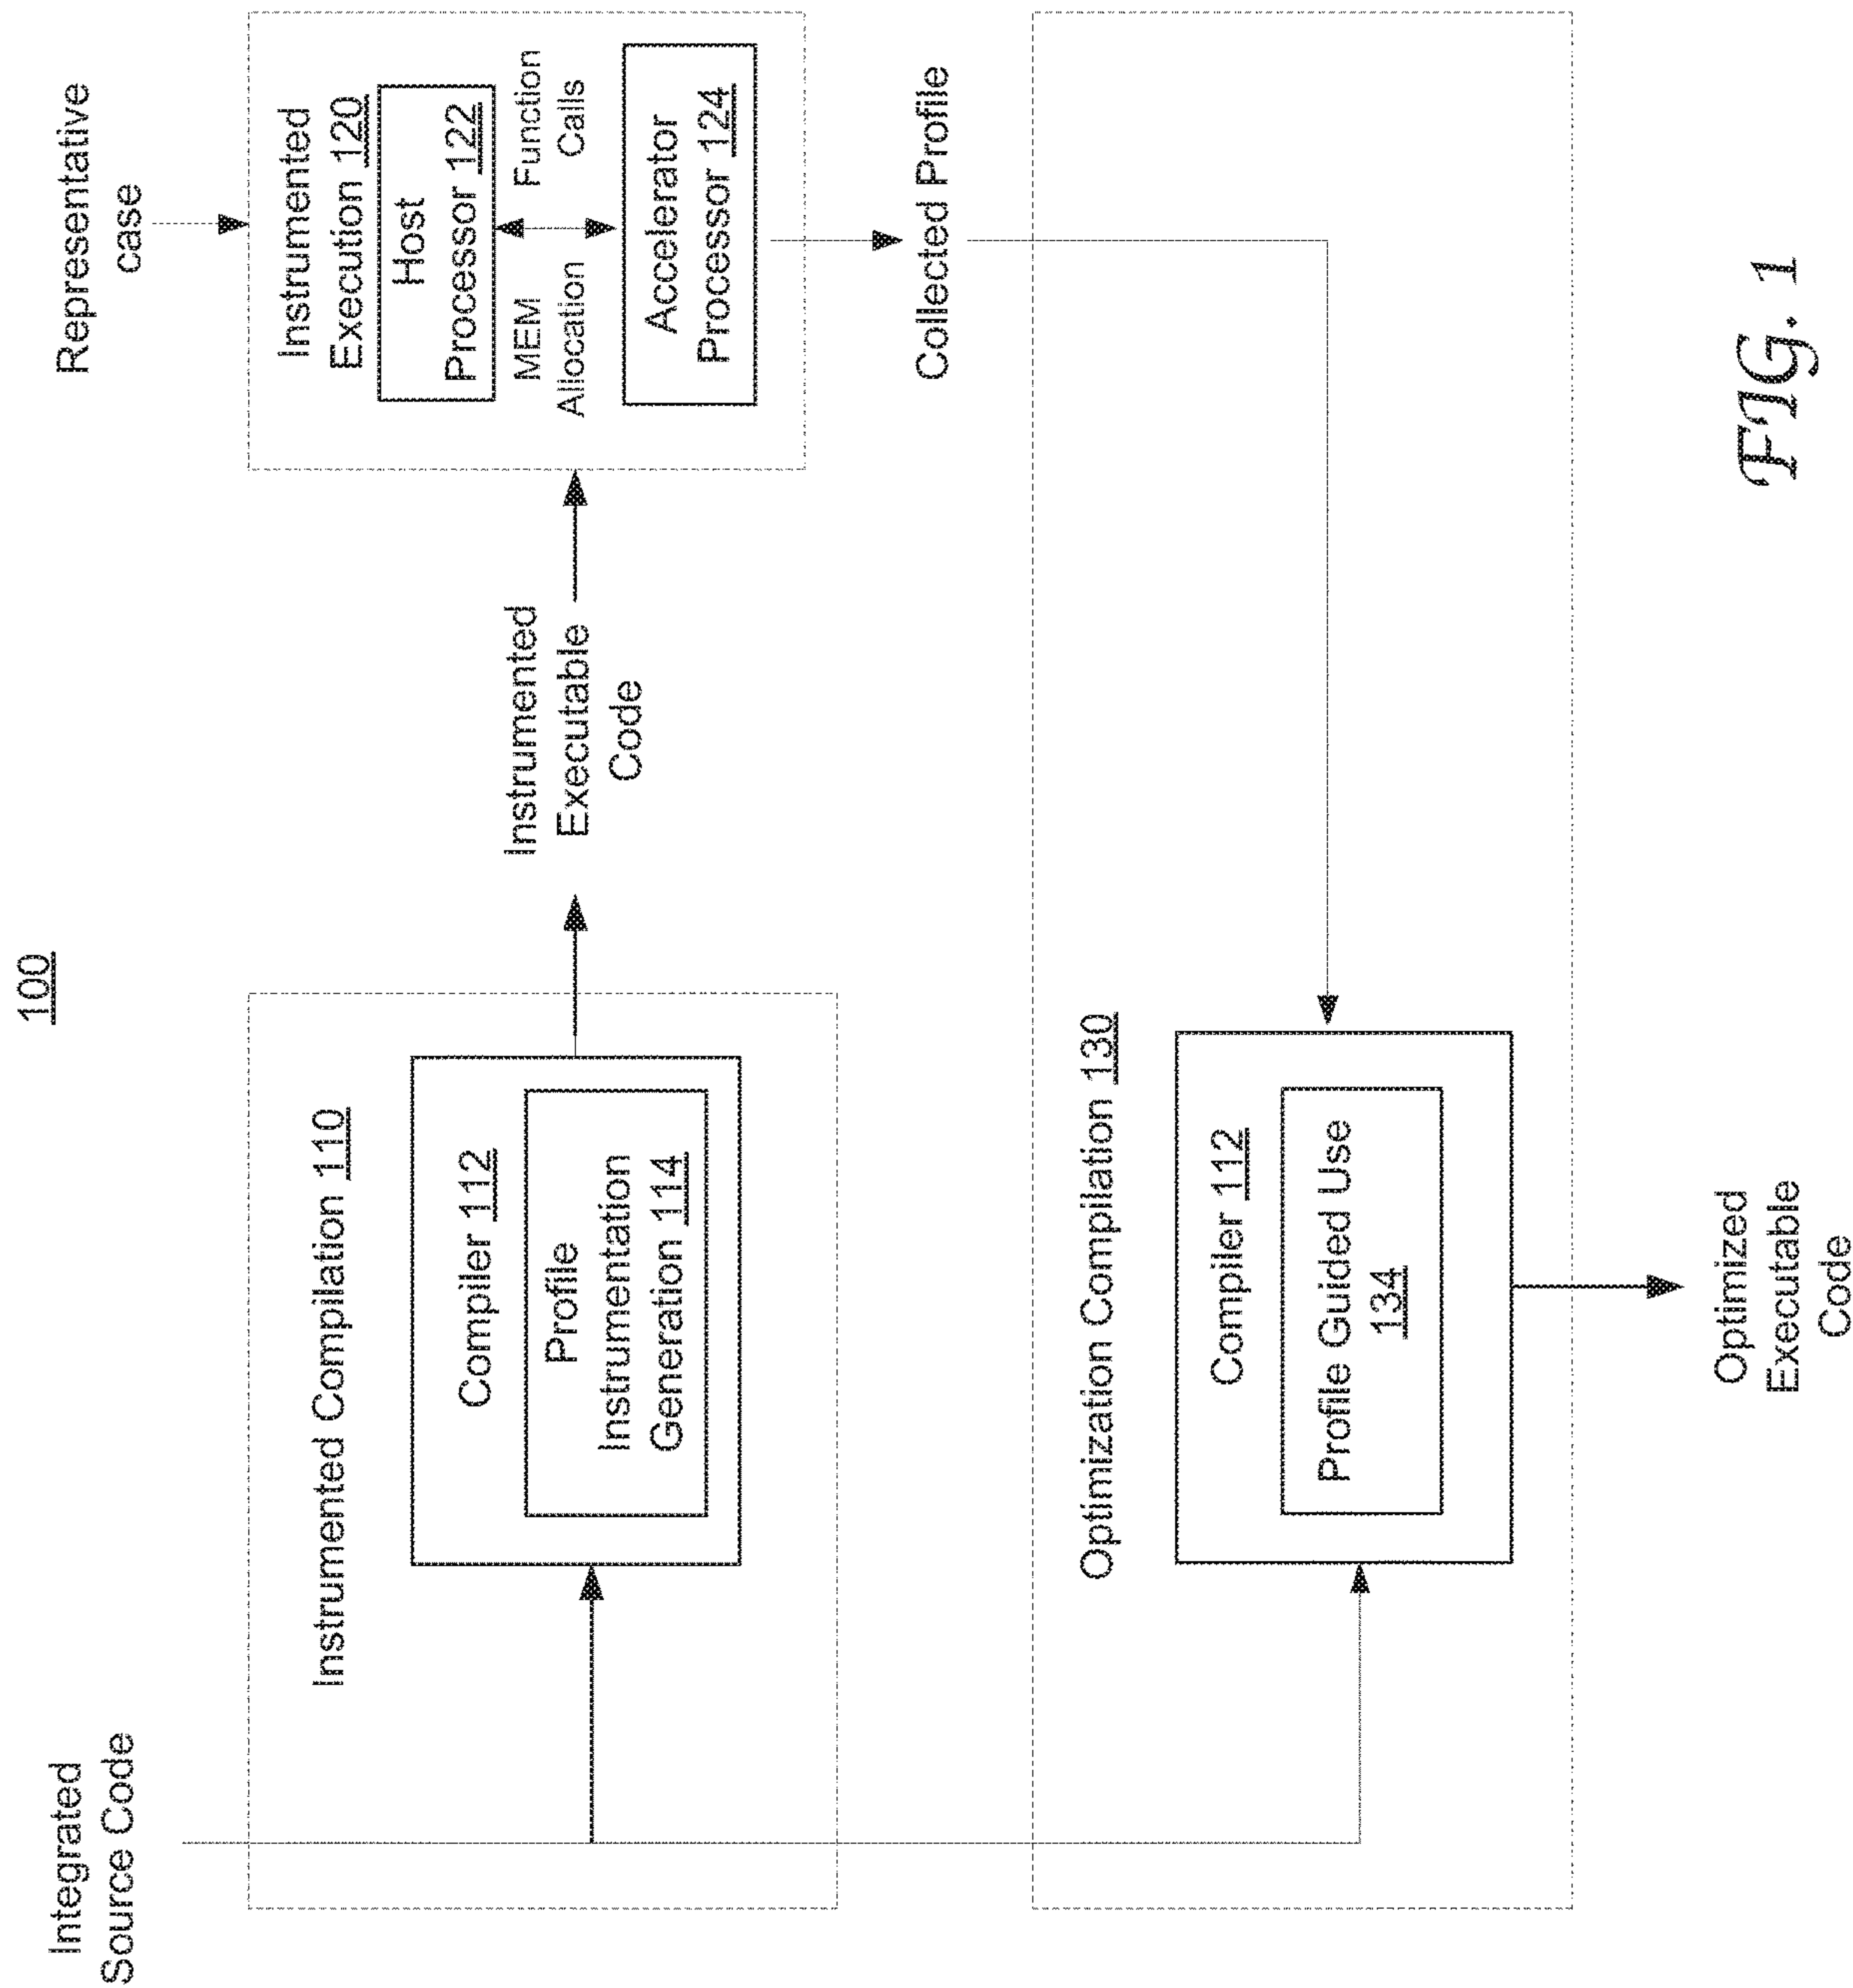 100
Integrated
Source Code
Instrumented Compilation 110
Compiler 112
Profile
Instrumentation
Generation 114
Instrumented
Executable
Code
Representative
case
Instrumented
Execution 120
Host
Processor 122
MEM
Allocation
Function
Calls
Accelerator
Processor 124
Collected Profile
Optimization Compilation 130
Compiler 112
Profile Guided Use
134
Optimized
Executable
Code
FIG. 1